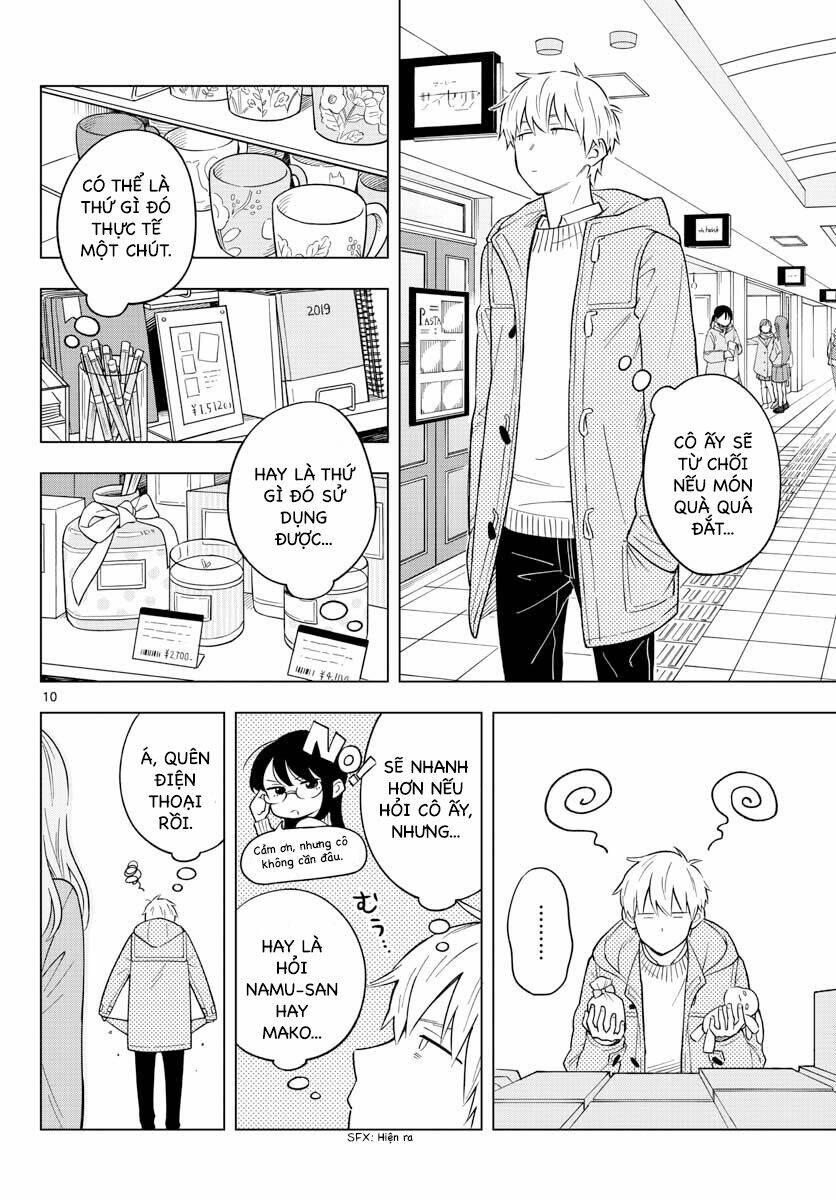 CÓ THỂ LÀ
THỨ GÌ ĐÓ
THỰC TẾ
MỘT CHÚT.
2019
¥1,512
PASTA
CÔ ẤY SẼ
TỪ CHỐI
NẾU MÓN
QUÀ QUÁ
ĐẮT...
HAY LÀ THỨ
GÌ ĐÓ SỬ
DỤNG
ĐƯỢC...
¥2,700-
10
Á, QUÊN
ĐIỆN
THOẠI
RỒI.
NO!!
SẼ NHANH
HƠN NẾU
HỎI CÔ ẤY,
NHƯNG...
Cảm ơn, nhưng cô
không cần đâu.
むぅ…
HAY LÀ
HỎI
NAMU-SAN
HAY
MAKO...
SFX: Hiện ra